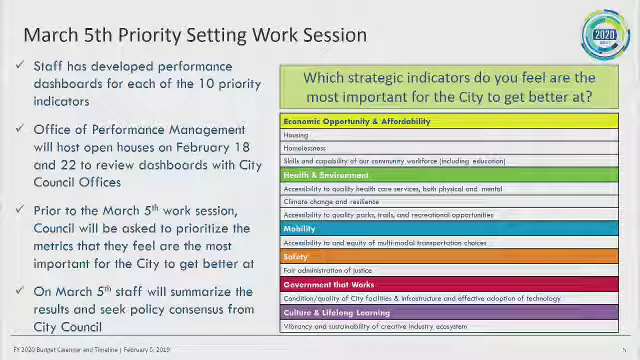 March 5th Priority Setting Work Session
2020
✓ Staff has developed performance
dashboards for each of the 10 priority
indicators
✓ Office of Performance Management
will host open houses on February 18
and 22 to review dashboards with City
Council Offices
✓ Prior to the March 5th work session,
Council will be asked to prioritize the
metrics that they feel are the most
important for the City to get better at
✓ On March 5th staff will summarize the
results and seek policy consensus from
City Council
Which strategic indicators do you feel are the
most important for the City to get better at?
Economic Opportunity & Affordability
Housing
Homelessness
Skills and capability of our community workforce (including education)
Health & Environment
Accessibility to quality health care services, both physical and mental
Climate change and resilience
Accessibility to quality parks, trails, and recreational opportunities
Mobility
Accessibility to and equity of multi-modal transportation choices
Safety
Fair administration of justice
Government that Works
Condition/quality of City facilities & infrastructure and effective adoption of technology
Culture & Lifelong Learning
Vibrancy and sustainability of creative industry ecosystem
FY 2020 Budget Calendar and Timeline | February 5, 2019
5